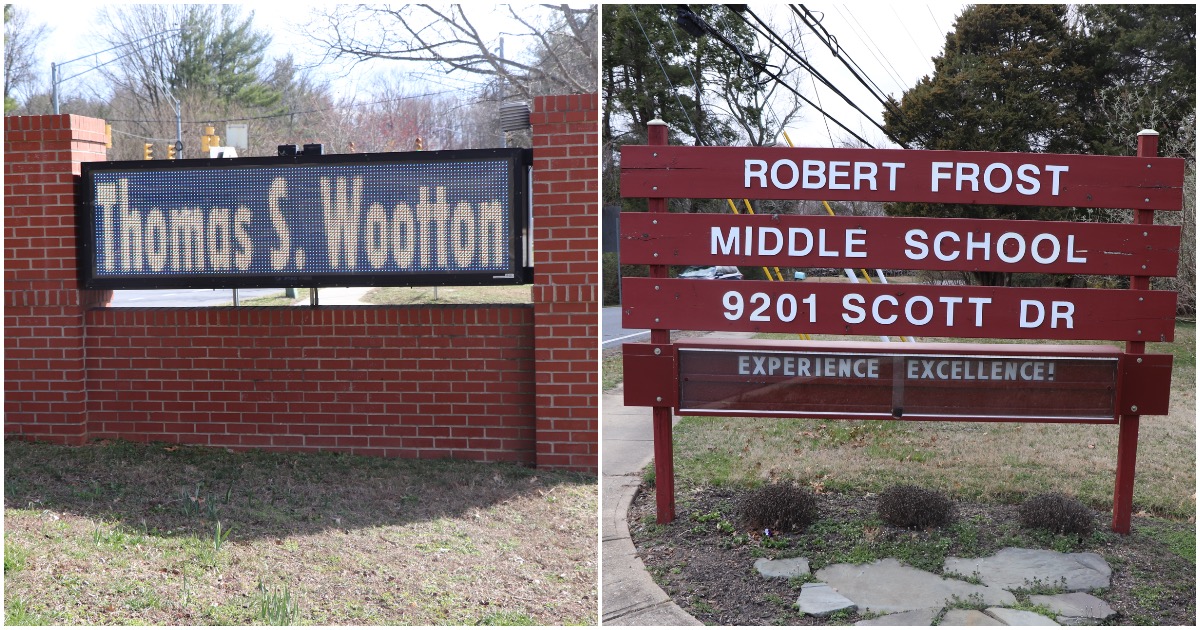 Thomas S. Wootton
ROBERT FROST
MIDDLE SCHOOL
9201 SCOTT DR
EXPERIENCE EXCELLENCE!